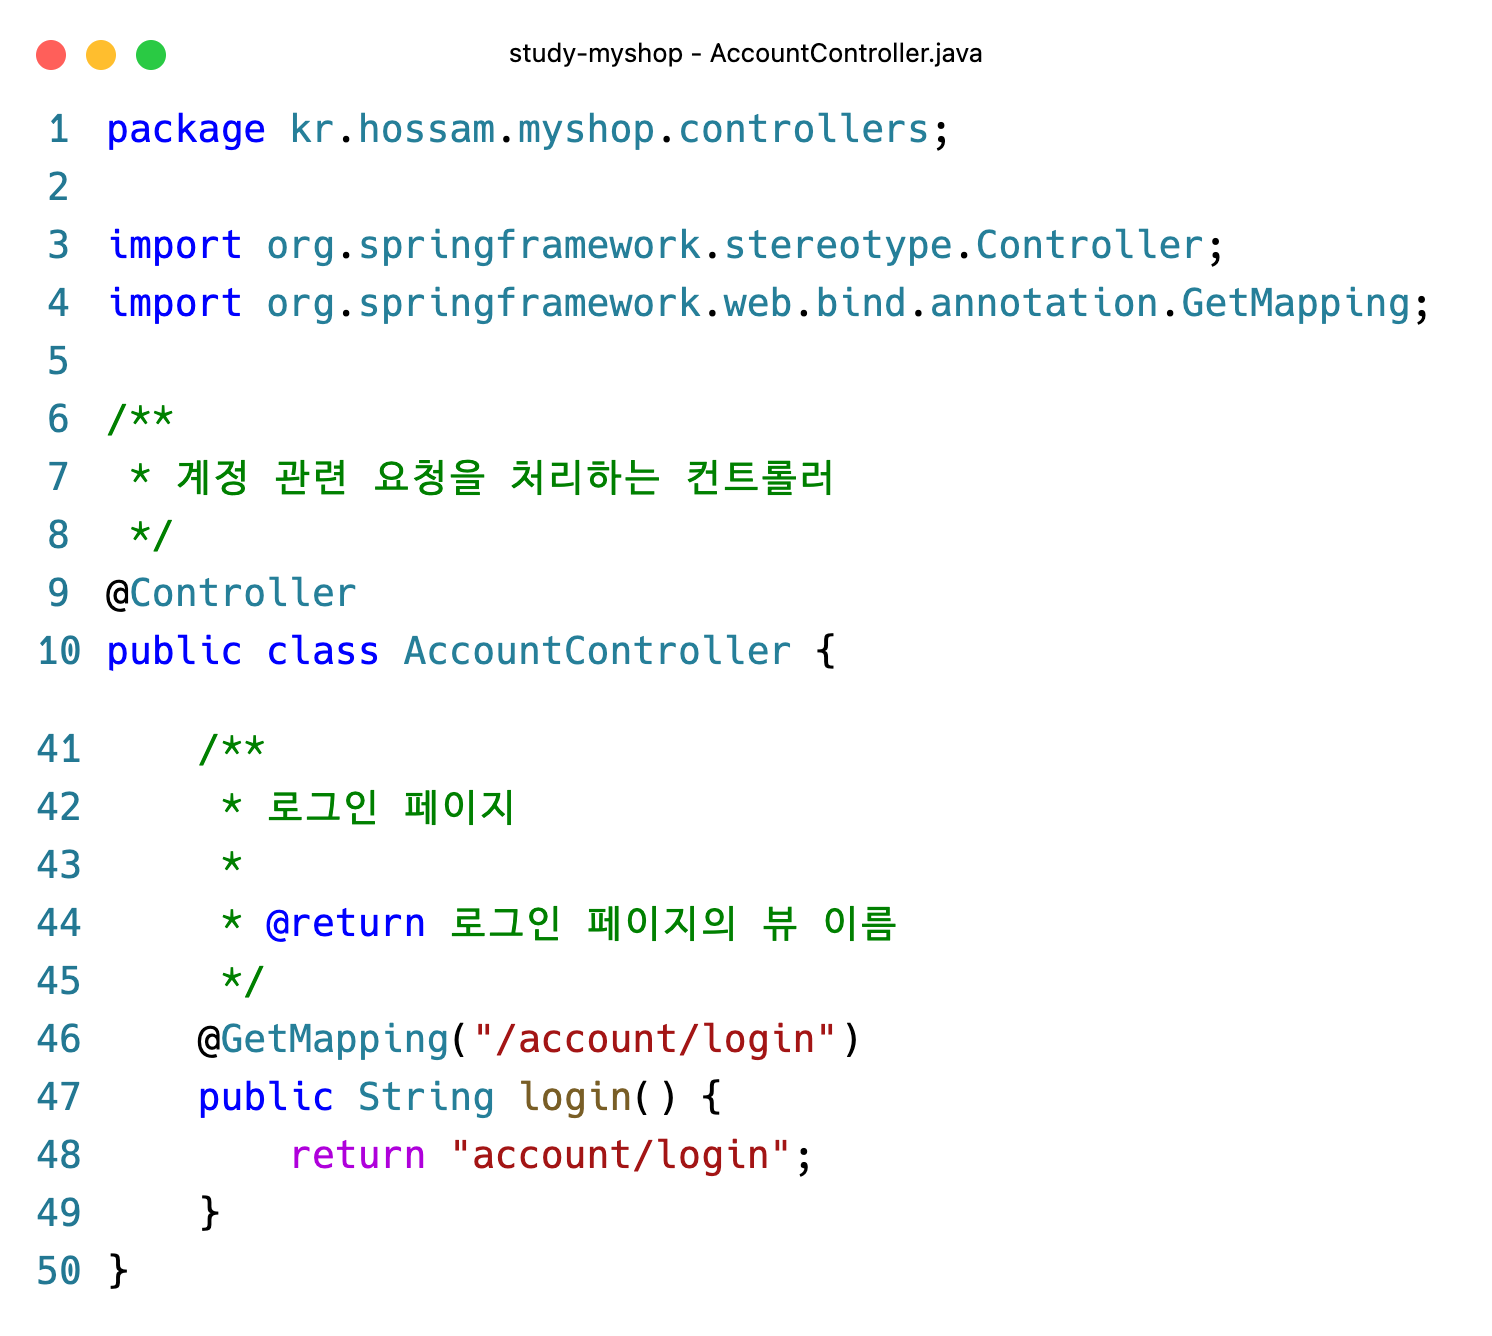 study-myshop - AccountController.java
1 package kr.hossam.myshop.controllers;
2
3 import org.springframework.stereotype.Controller;
4 import org.springframework.web.bind.annotation.GetMapping;
5
6 /**
7  * 계정 관련 요청을 처리하는 컨트롤러
8  */
9 @Controller
10 public class AccountController {
41     /**
42      * 로그인 페이지
43      *
44      * @return 로그인 페이지의 뷰 이름
45      */
46     @GetMapping("/account/login")
47     public String login() {
48         return "account/login";
49     }
50 }